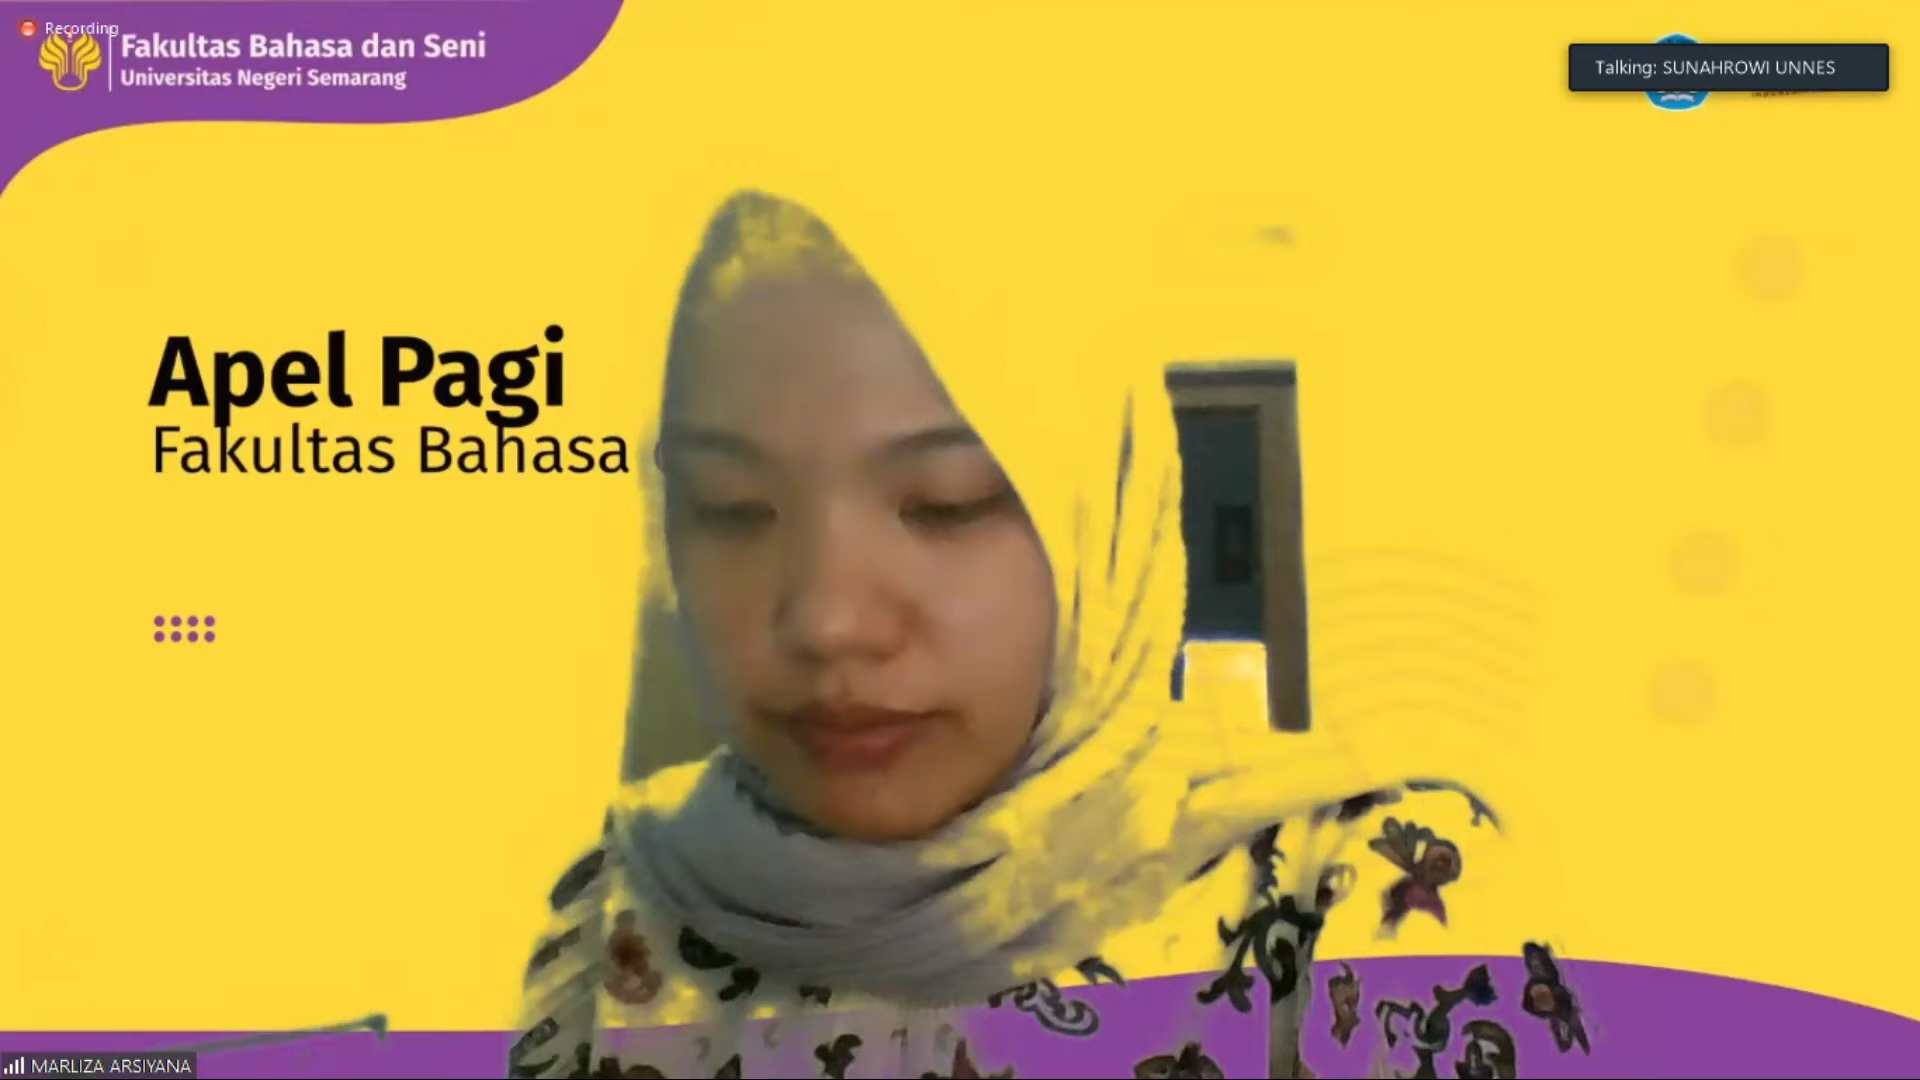 Recording
Fakultas Bahasa dan Seni
Universitas Negeri Semarang
Talking: SUNAHROWI UNNES
Apel Pagi
Fakultas Bahasa
MARLIZA ARSIYANA